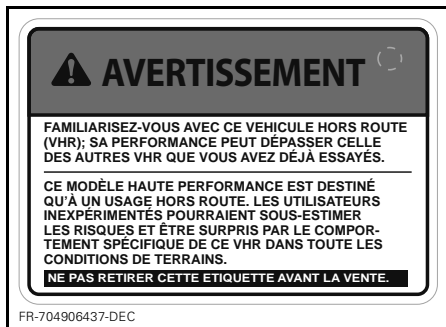 AVERTISSEMENT
FAMILIARISEZ-VOUS AVEC CE VEHICULE HORS ROUTE
(VHR); SA PERFORMANCE PEUT DÉPASSER CELLE
DES AUTRES VHR QUE VOUS AVEZ DÉJÀ ESSAYÉS.
CE MODÈLE HAUTE PERFORMANCE EST DESTINÉ
QU'À UN USAGE HORS ROUTE. LES UTILISATEURS
INEXPÉRIMENTÉS POURRAIENT SOUS-ESTIMER
LES RISQUES ET ÊTRE SURPRIS PAR LE COMPOR-
TEMENT SPÉCIFIQUE DE CE VHR DANS TOUTE LES
CONDITIONS DE TERRAINS.
NE PAS RETIRER CETTE ETIQUETTE AVANT LA VENTE.
FR-704906437-DEC